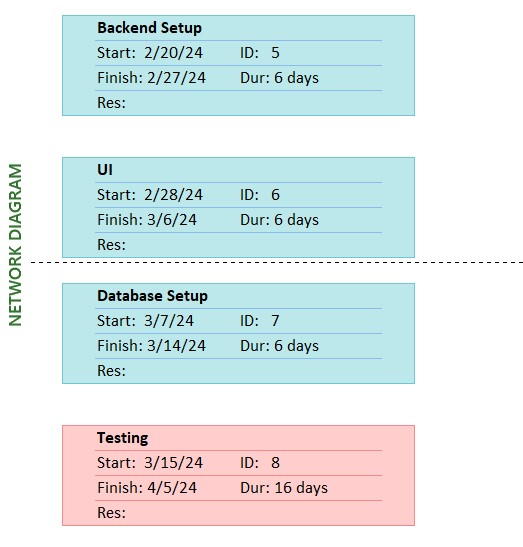 NETWORK DIAGRAM
Backend Setup
Start: 2/20/24 ID: 5
Finish: 2/27/24 Dur: 6 days
Res:
UI
Start: 2/28/24 ID: 6
Finish: 3/6/24 Dur: 6 days
Res:
Database Setup
Start: 3/7/24 ID: 7
Finish: 3/14/24 Dur: 6 days
Res:
Testing
Start: 3/15/24 ID: 8
Finish: 4/5/24 Dur: 16 days
Res: